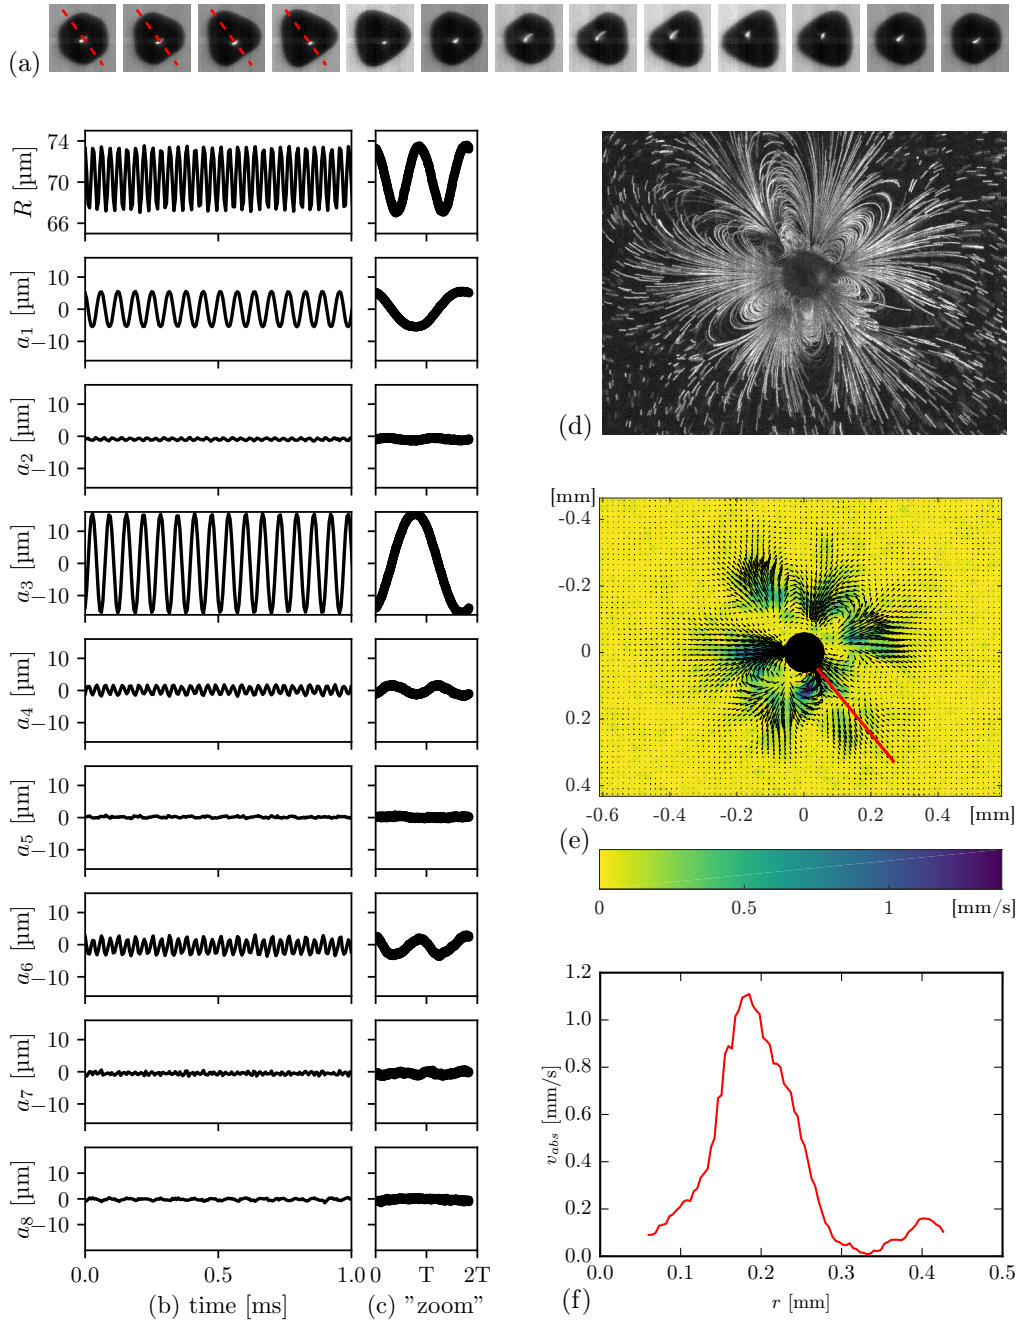 (a)
74
70
66
R [µm]
10
0
−10
a1 [µm]
10
0
−10
a2 [µm]
10
0
−10
a3 [µm]
10
0
−10
a4 [µm]
10
0
−10
a5 [µm]
10
0
−10
a6 [µm]
10
0
−10
a7 [µm]
10
0
−10
a8 [µm]
0.0 0.5 1.0
(b) time [ms]
0 T 2T
(c) ”zoom”
(d)
[mm]
-0.4
-0.2
0
0.2
0.4
-0.6 -0.4 -0.2 0 0.2 0.4 [mm]
(e)
0 0.5 1 [mm/s]
1.2
1.0
0.8
0.6
0.4
0.2
0.0
vabs [mm/s]
0.0 0.1 0.2 0.3 0.4 0.5
(f) r [mm]